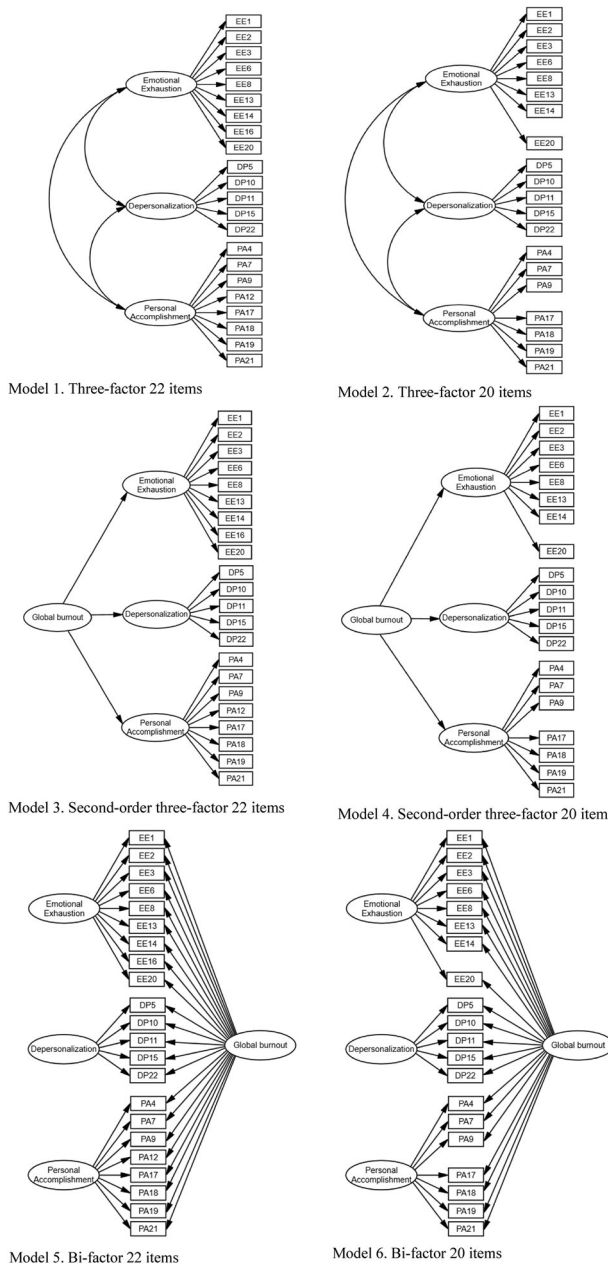 EE1
EE2
EE3
EE6
EE8
EE13
EE14
EE16
EE20
Emotional
Exhaustion
DP5
DP10
DP11
DP15
DP22
Depersonalization
PA4
PA7
PA9
PA12
PA17
PA18
PA19
PA21
Personal
Accomplishment
Model 1. Three-factor 22 items
EE1
EE2
EE3
EE6
EE8
EE13
EE14
EE20
Emotional
Exhaustion
DP5
DP10
DP11
DP15
DP22
Depersonalization
PA4
PA7
PA9
PA17
PA18
PA19
PA21
Personal
Accomplishment
Model 2. Three-factor 20 items
EE1
EE2
EE3
EE6
EE8
EE13
EE14
EE16
EE20
Emotional
Exhaustion
DP5
DP10
DP11
DP15
DP22
Global burnout
Depersonalization
PA4
PA7
PA9
PA12
PA17
PA18
PA19
PA21
Personal
Accomplishment
Model 3. Second-order three-factor 22 items
EE1
EE2
EE3
EE6
EE8
EE13
EE14
EE20
Emotional
Exhaustion
DP5
DP10
DP11
DP15
DP22
Global burnout
Depersonalization
PA4
PA7
PA9
PA17
PA18
PA19
PA21
Personal
Accomplishment
Model 4. Second-order three-factor 20 item
EE1
EE2
EE3
EE6
EE8
EE13
EE14
EE16
EE20
Emotional
Exhaustion
DP5
DP10
DP11
DP15
DP22
Depersonalization
Global burnout
PA4
PA7
PA9
PA12
PA17
PA18
PA19
PA21
Personal
Accomplishment
Model 5. Bi-factor 22 items
EE1
EE2
EE3
EE6
EE8
EE13
EE14
EE20
Emotional
Exhaustion
DP5
DP10
DP11
DP15
DP22
Depersonalization
Global burnout
PA4
PA7
PA9
PA17
PA18
PA19
PA21
Personal
Accomplishment
Model 6. Bi-factor 20 items